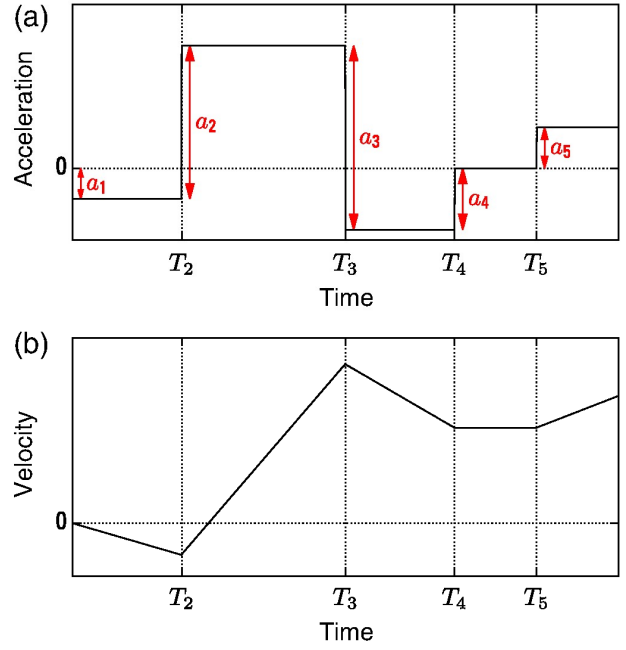 (a)
Acceleration
0
a₁
a₂
a₃
a₄
a₅
T₂ T₃ T₄ T₅
Time
(b)
Velocity
0
T₂ T₃ T₄ T₅
Time